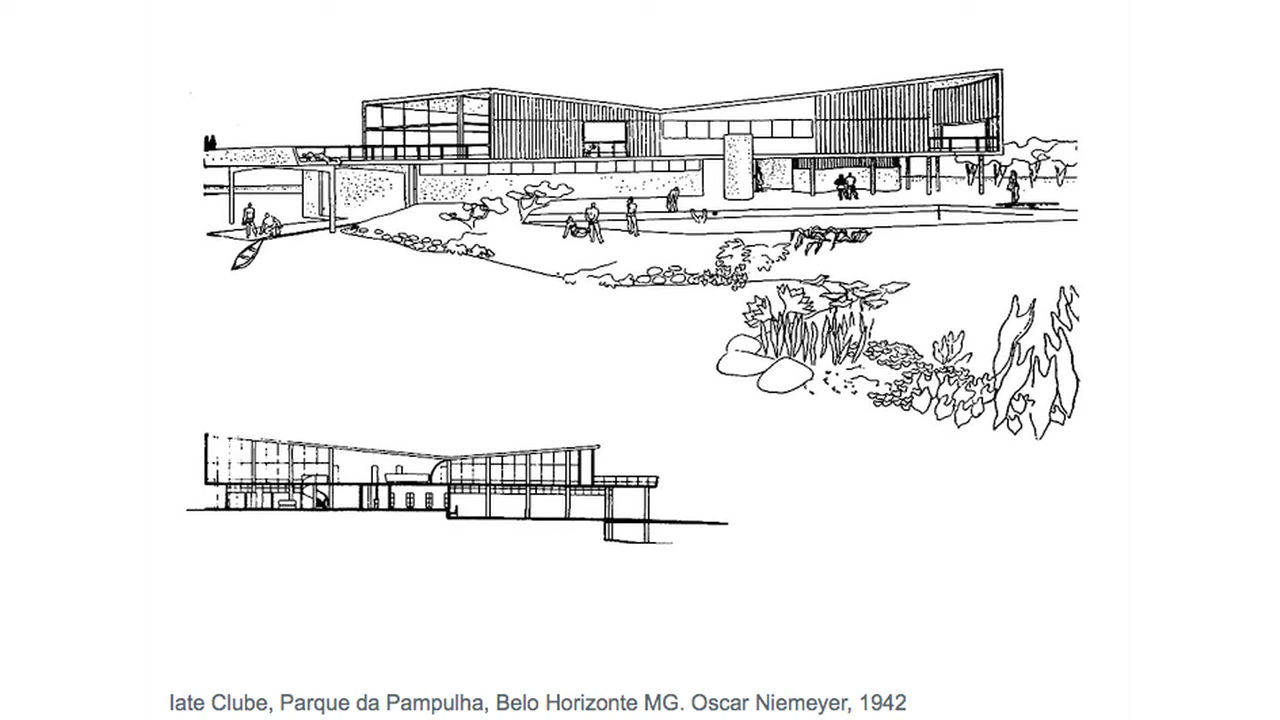 Iate Clube, Parque da Pampulha, Belo Horizonte MG. Oscar Niemeyer, 1942